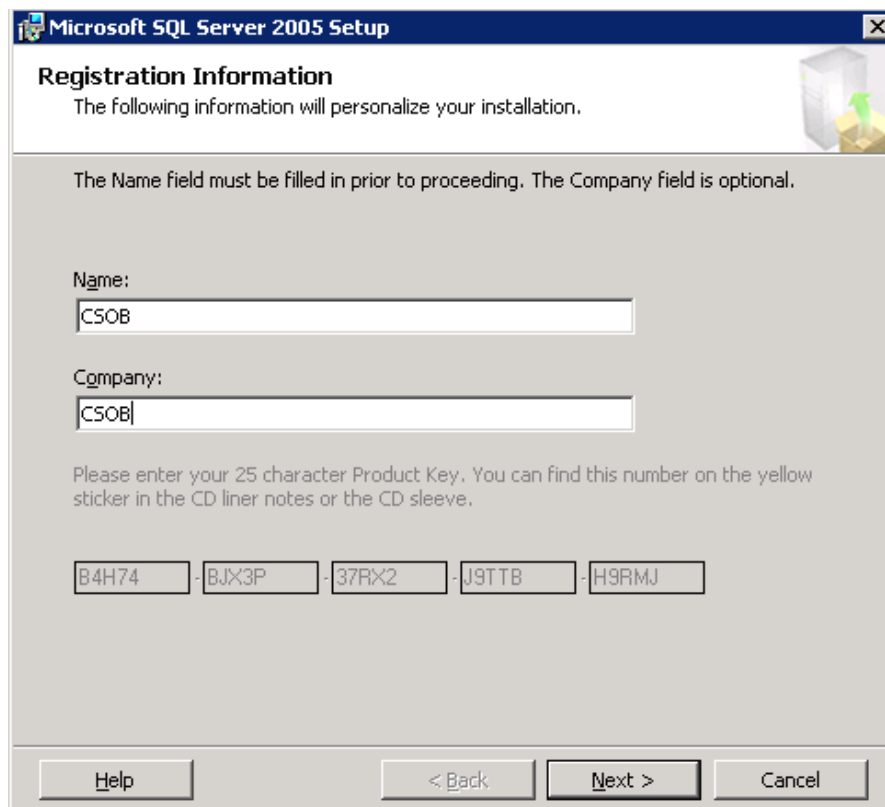 Microsoft SQL Server 2005 Setup
Registration Information
The following information will personalize your installation.
The Name field must be filled in prior to proceeding. The Company field is optional.
Name:
CSOB
Company:
CSOB
Please enter your 25 character Product Key. You can find this number on the yellow
sticker in the CD liner notes or the CD sleeve.
B4H74 - BJX3P - 37RX2 - J9TTB - H9RMJ
Help < Back Next > Cancel